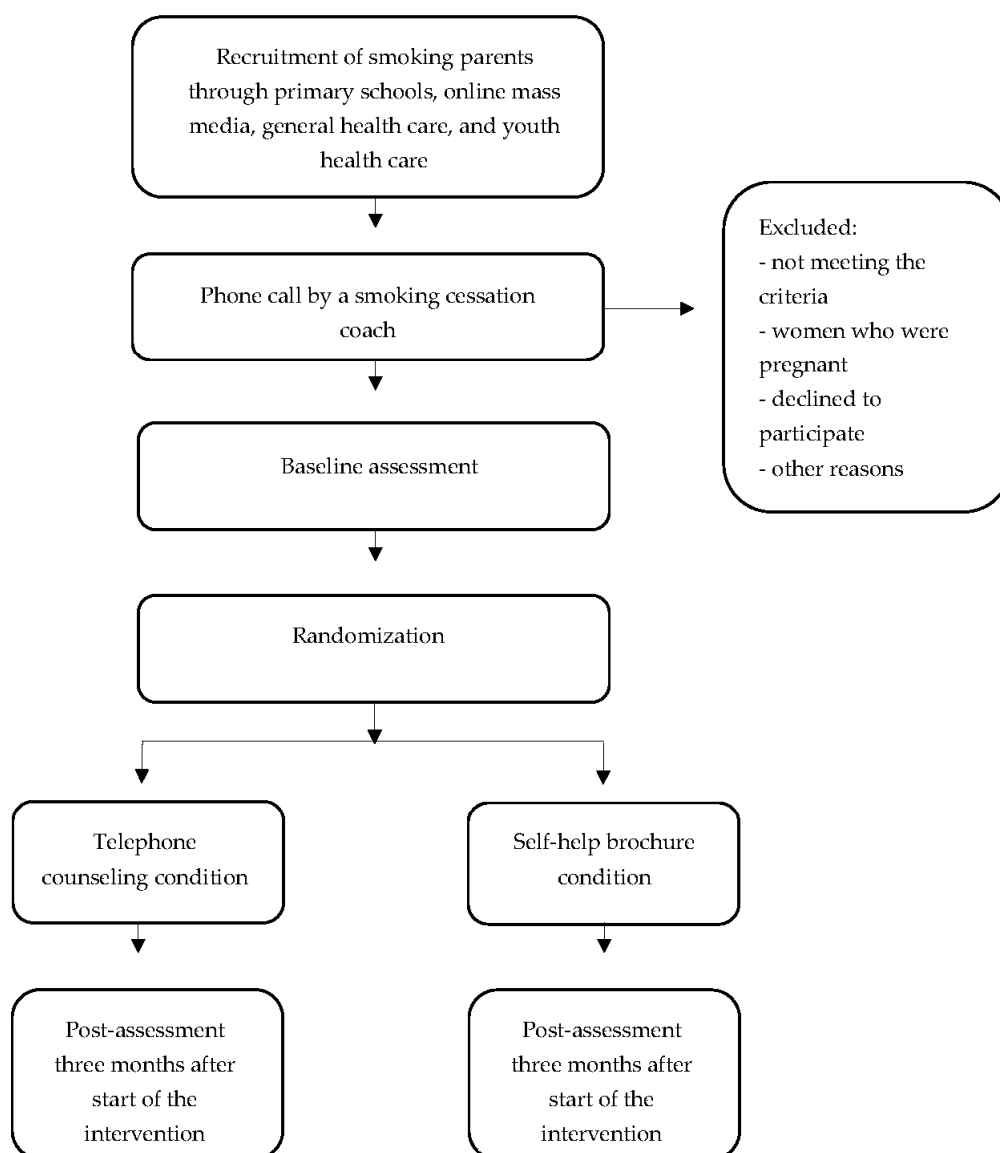 Recruitment of smoking parents
through primary schools, online mass
media, general health care, and youth
health care
Phone call by a smoking cessation
coach
Excluded:
- not meeting the
criteria
- women who were
pregnant
- declined to
participate
- other reasons
Baseline assessment
Randomization
Telephone
counseling condition
Self-help brochure
condition
Post-assessment
three months after
start of the
intervention
Post-assessment
three months after
start of the
intervention